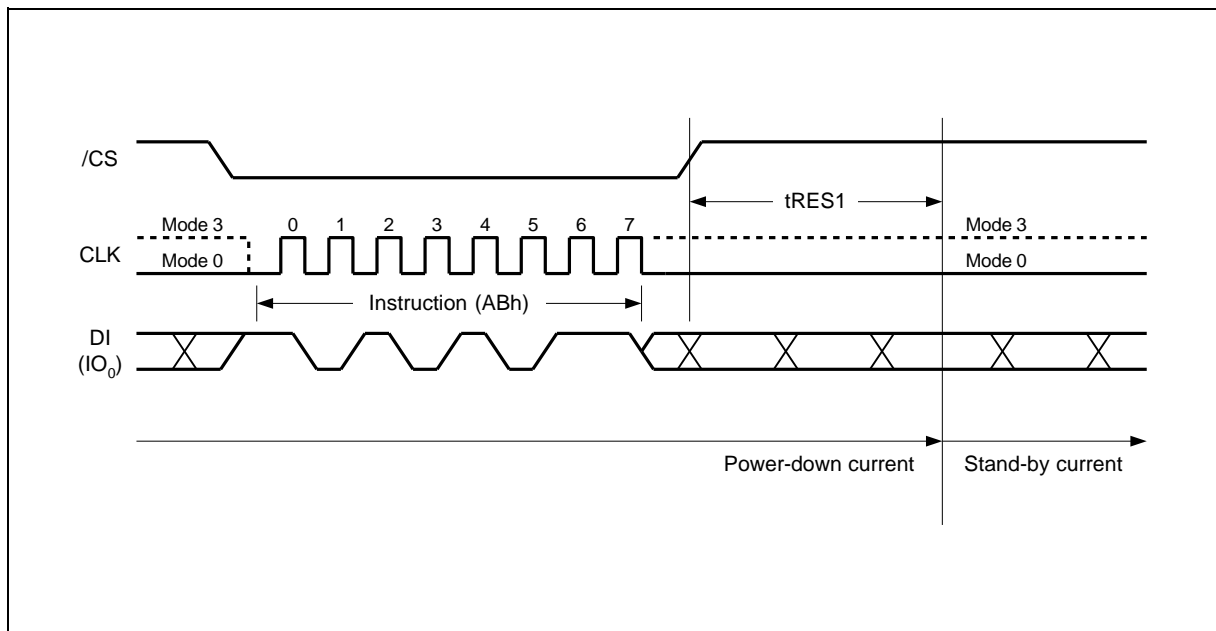 /CS
tRES1
Mode 3
0 1 2 3 4 5 6 7
Mode 3
CLK
Mode 0
Mode 0
Instruction (ABh)
DI
(IO0)
Power-down current
Stand-by current